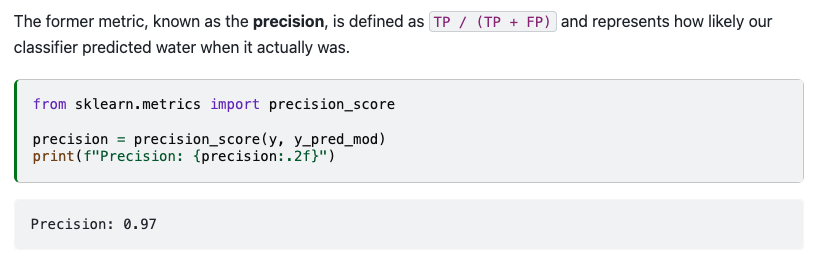 The former metric, known as the precision, is defined as TP / (TP + FP) and represents how likely our
classifier predicted water when it actually was.
from sklearn.metrics import precision_score
precision = precision_score(y, y_pred_mod)
print(f"Precision: {precision:.2f}")
Precision: 0.97